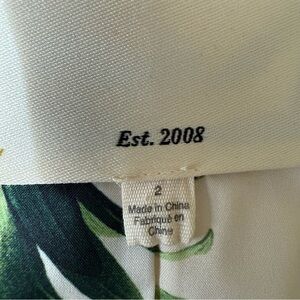 Est. 2008
2
Made in China
Fabriqué en
Chine